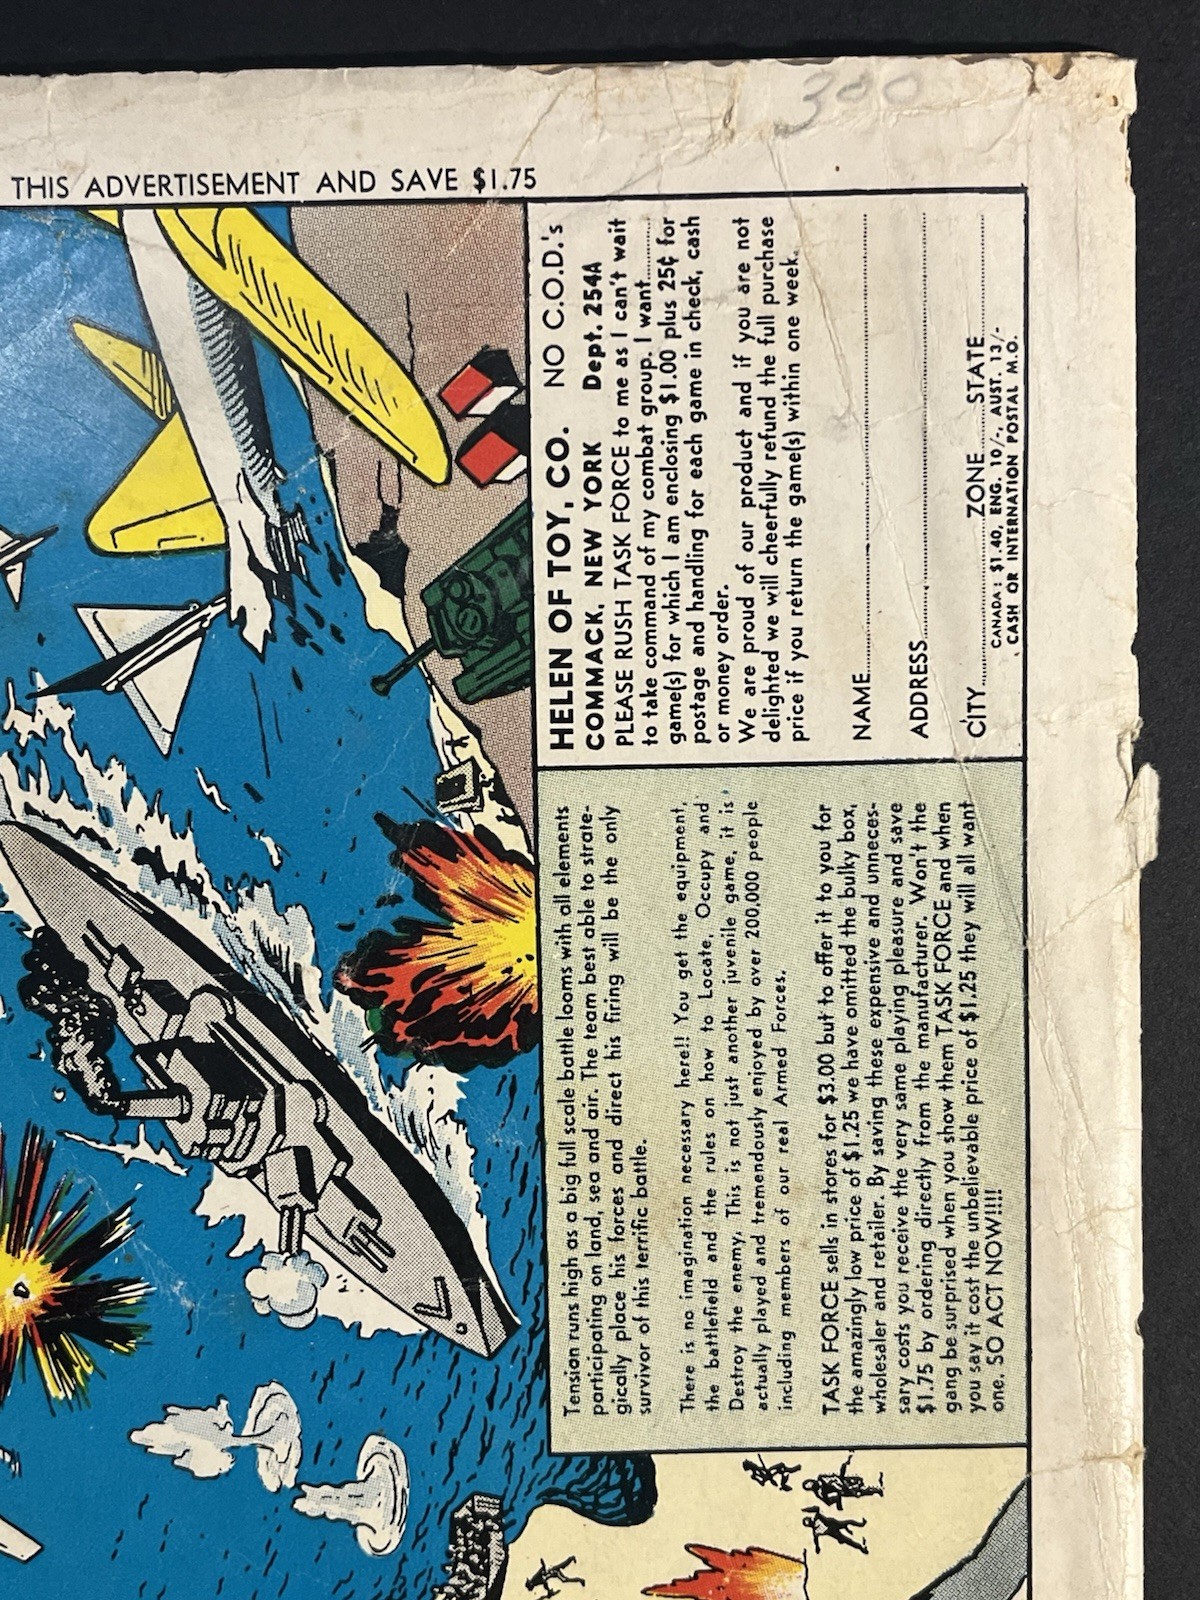 300
THIS ADVERTISEMENT AND SAVE $1.75
Tension runs high as a big full scale battle looms with all elements
participating on land, sea and air. The team best able to strate-
gically place his forces and direct his firing will be the only
survivor of this terrific battle.
There is no imagination necessary here!! You get the equipment,
the battlefield and the rules on how to Locate, Occupy and
Destroy the enemy. This is not just another juvenile game, it is
actually played and tremendously enjoyed by over 200,000 people
including members of our real Armed Forces.
TASK FORCE sells in stores for $3.00 but to offer it to you for
the amazingly low price of $1.25 we have omitted the bulky box,
wholesaler and retailer. By saving these expensive and unneces-
sary costs you receive the very same playing pleasure and save
$1.75 by ordering directly from the manufacturer. Won't the
gang be surprised when you show them TASK FORCE and when
you say it cost the unbelievable price of $1.25 they will all want
one. SO ACT NOW!!!!
HELEN OF TOY, CO. NO C.O.D.'s
COMMACK, NEW YORK Dept. 254A
PLEASE RUSH TASK FORCE to me as I can't wait
to take command of my combat group. I want..........
game(s) for which I am enclosing $1.00 plus 25¢ for
postage and handling for each game in check, cash
or money order.
We are proud of our product and if you are not
delighted we will cheerfully refund the full purchase
price if you return the game(s) within one week.
NAME
ADDRESS
CITY ZONE STATE
CANADA: $1.40, ENG. 10/-, AUST. 13/-
CASH OR INTERNATION POSTAL M.O.